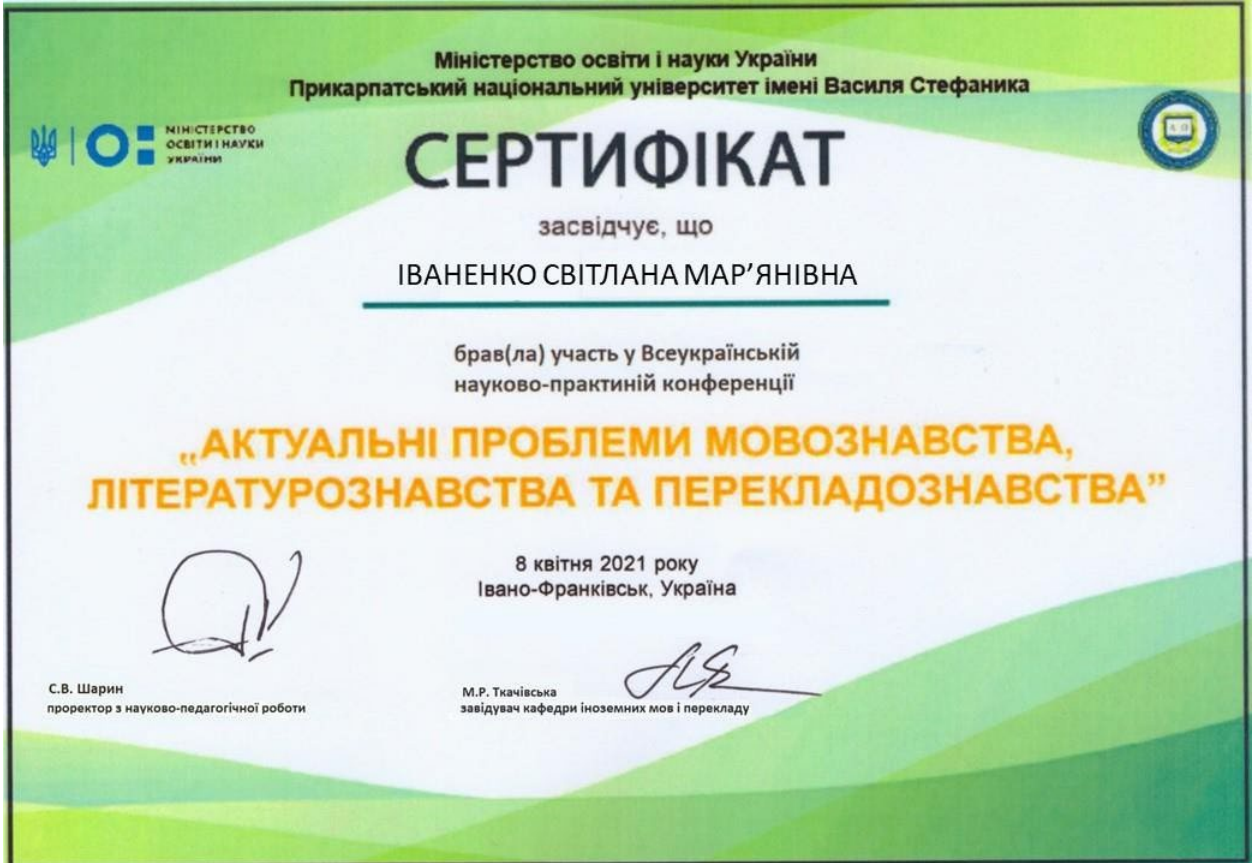 Міністерство освіти і науки України
Прикарпатський національний університет імені Василя Стефаника
МІНІСТЕРСТВО
ОСВІТИ І НАУКИ
УКРАЇНИ
СЕРТИФІКАТ
засвідчує, що
ІВАНЕНКО СВІТЛАНА МАР’ЯНІВНА
брав(ла) участь у Всеукраїнській
науково-практиній конференції
„АКТУАЛЬНІ ПРОБЛЕМИ МОВОЗНАВСТВА,
ЛІТЕРАТУРОЗНАВСТВА ТА ПЕРЕКЛАДОЗНАВСТВА”
8 квітня 2021 року
Івано-Франківськ, Україна
С.В. Шарин
проректор з науково-педагогічної роботи
М.Р. Ткачівська
завідувач кафедри іноземних мов і перекладу